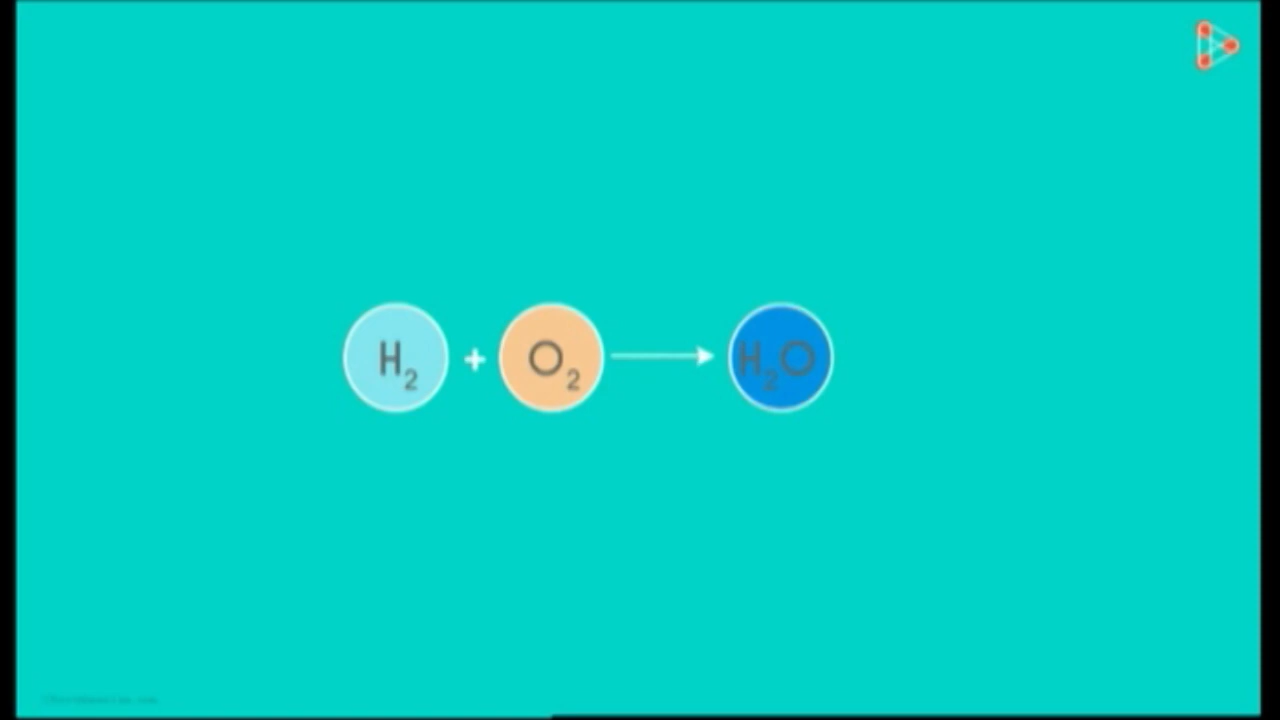 H₂ + O₂ → H₂O